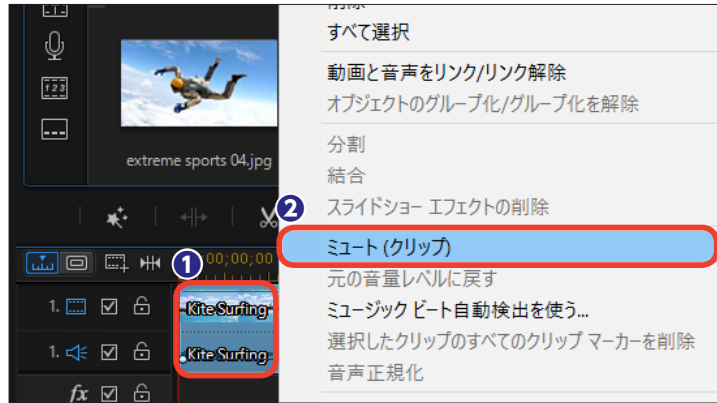 すべて選択
動画と音声をリンク/リンク解除
オブジェクトのグループ化/グループ化を解除
分割
結合
スライドショー エフェクトの削除
ミュート (クリップ)
元の音量レベルに戻す
ミュージック ビート自動検出を使う...
選択したクリップのすべてのクリップ マーカーを削除
音声正規化
1 2 3
extreme sports 04.jpg
2
1
00;00;00
1.
Kite Surfing
1.
Kite Surfing
fx